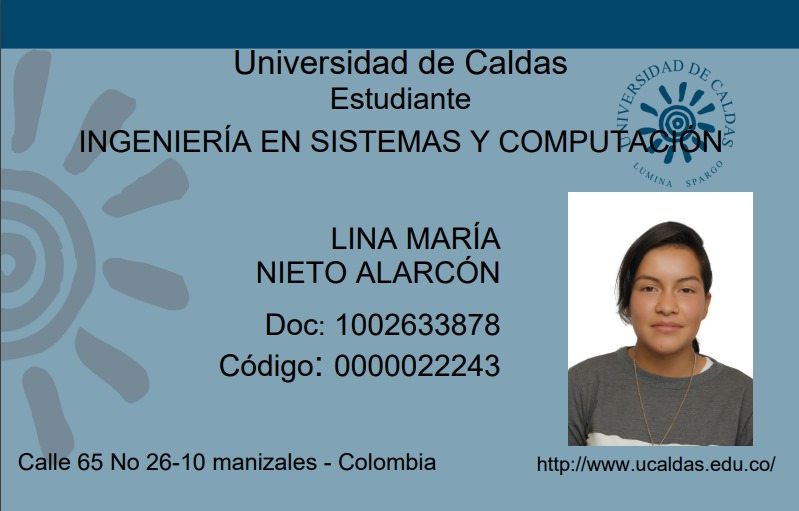 Universidad de Caldas
Estudiante
INGENIERÍA EN SISTEMAS Y COMPUTACIÓN
UNIVERSIDAD DE CALDAS
LUMINA SPARGO
LINA MARÍA
NIETO ALARCÓN
Doc: 1002633878
Código: 0000022243
Calle 65 No 26-10 manizales - Colombia
http://www.ucaldas.edu.co/